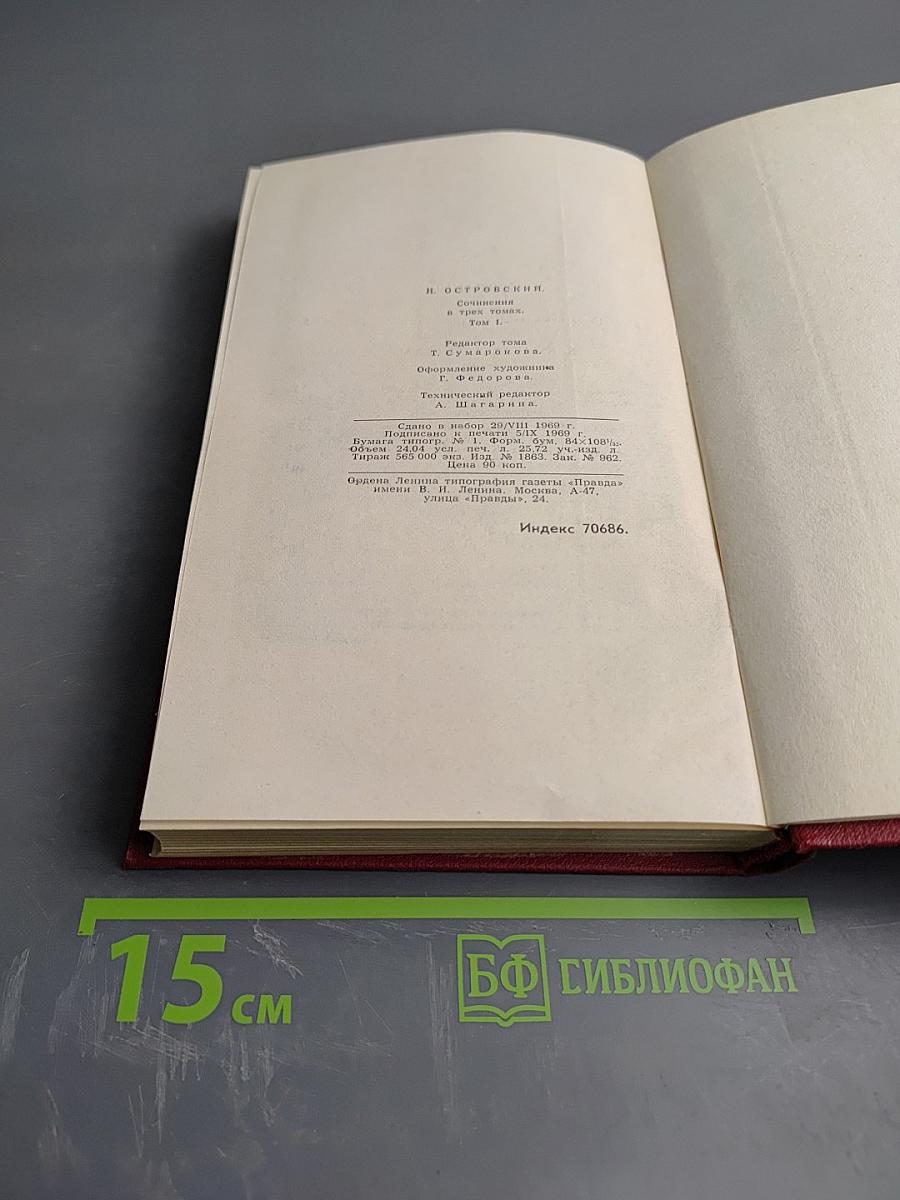 Н. ОСТРОВСКИЙ.
Сочинения
в трех томах.
Том I.
Редактор тома
Т. Сумарокова.
Оформление художника
Г. Федорова.
Технический редактор
А. Шагарина.
Сдано в набор 29/VIII 1969 г.
Подписано к печати 5/IX 1969 г.
Бумага типогр. № 1. Форм. бум. 84×108¹/₃₂.
Объем 24,04 усл. печ. л. 25,72 уч.-изд. л.
Тираж 565 000 экз. Изд. № 1863. Зак. № 962.
Цена 90 коп.
Ордена Ленина типография газеты «Правда»
имени В. И. Ленина. Москва, А-47,
улица «Правды», 24.
Индекс 70686.
15 см
БФ БИБЛИОФАН